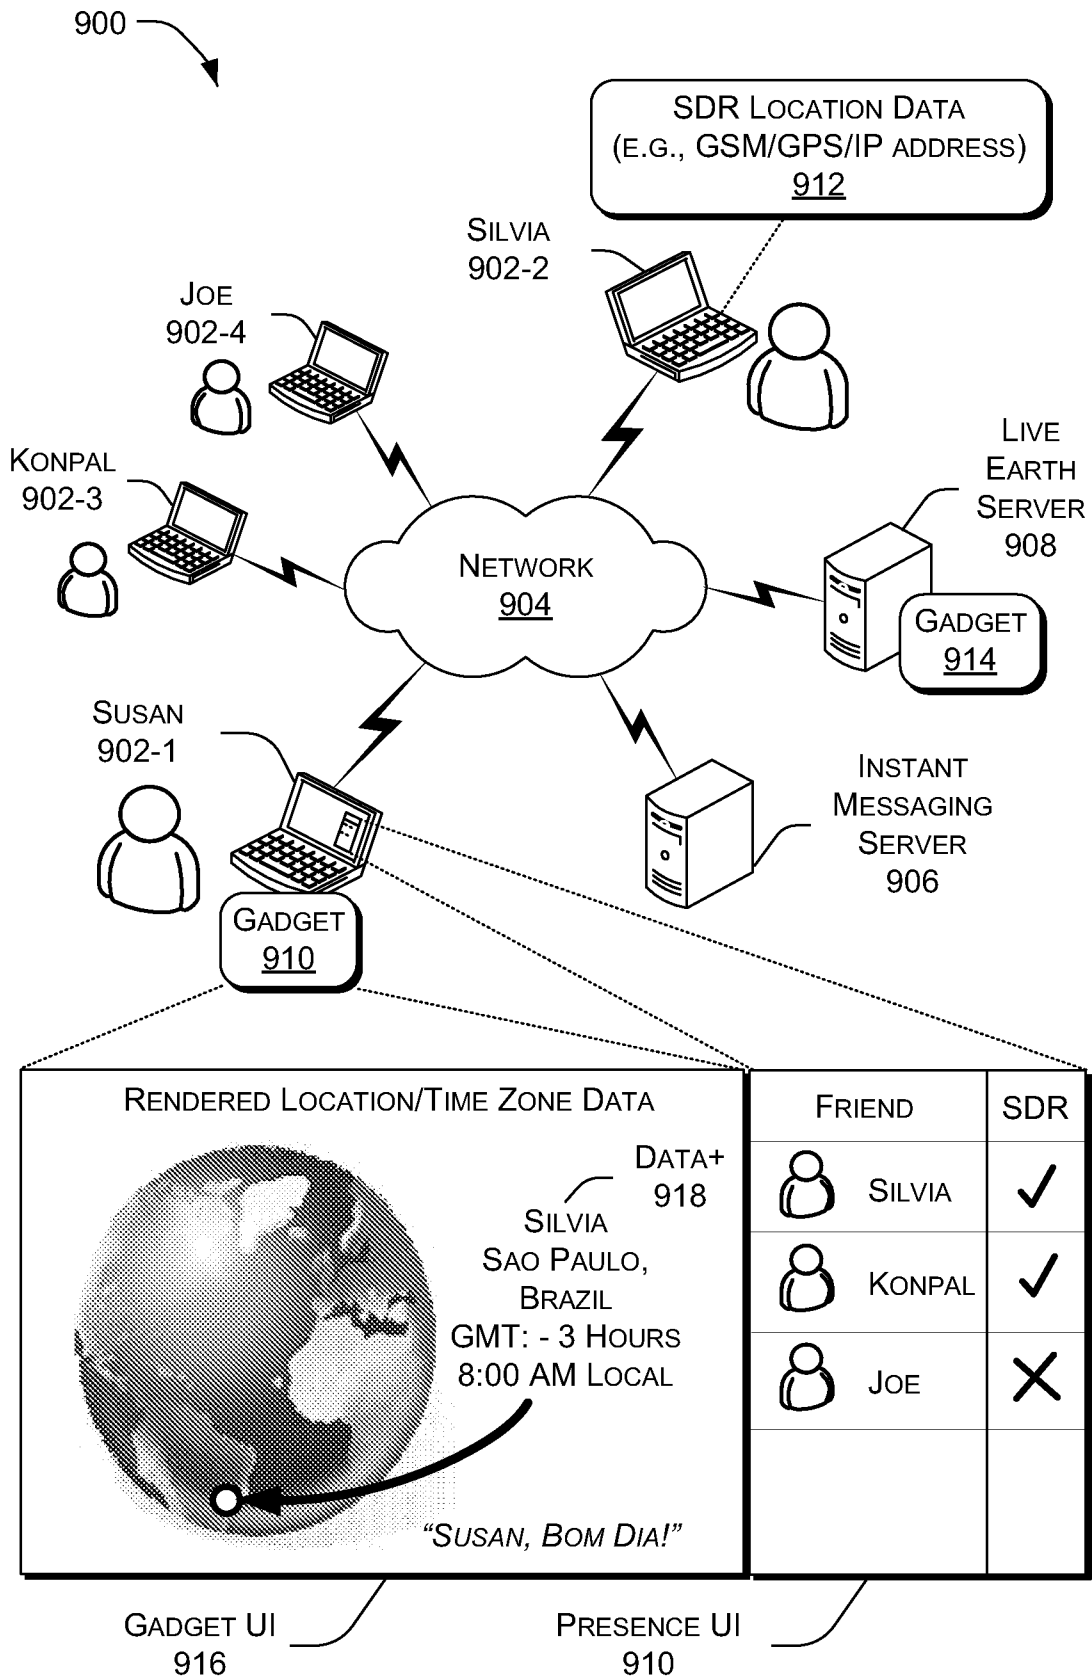 900
SDR LOCATION DATA
(E.G., GSM/GPS/IP ADDRESS)
912
SILVIA
902-2
JOE
902-4
KONPAL
902-3
LIVE
EARTH
SERVER
908
NETWORK
904
GADGET
914
SUSAN
902-1
INSTANT
MESSAGING
SERVER
906
GADGET
910
RENDERED LOCATION/TIME ZONE DATA
DATA+
918
SILVIA
SAO PAULO,
BRAZIL
GMT: - 3 HOURS
8:00 AM LOCAL
"SUSAN, BOM DIA!"
FRIEND SDR
SILVIA
KONPAL
JOE
GADGET UI
916
PRESENCE UI
910